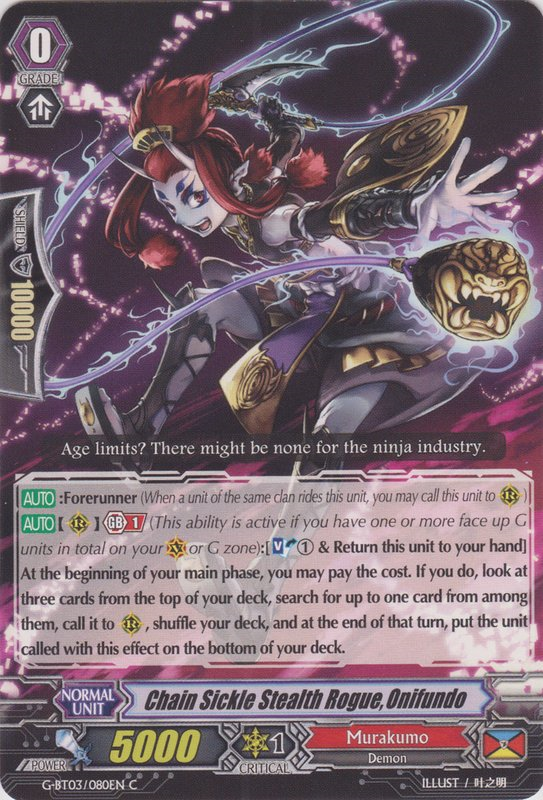 0
GRADE
SHIELD
10000
Age limits? There might be none for the ninja industry.
AUTO :Forerunner (When a unit of the same clan rides this unit, you may call this unit to R )
AUTO 【 R 】 GB 1 (This ability is active if you have one or more face up G
units in total on your V or G zone):[V ① & Return this unit to your hand]
At the beginning of your main phase, you may pay the cost. If you do, look at
three cards from the top of your deck, search for up to one card from among
them, call it to R , shuffle your deck, and at the end of that turn, put the unit
called with this effect on the bottom of your deck.
NORMAL
UNIT
Chain Sickle Stealth Rogue, Onifundo
POWER
5000
1
CRITICAL
Murakumo
Demon
G-BT03/080EN C
ILLUST / 叶之明